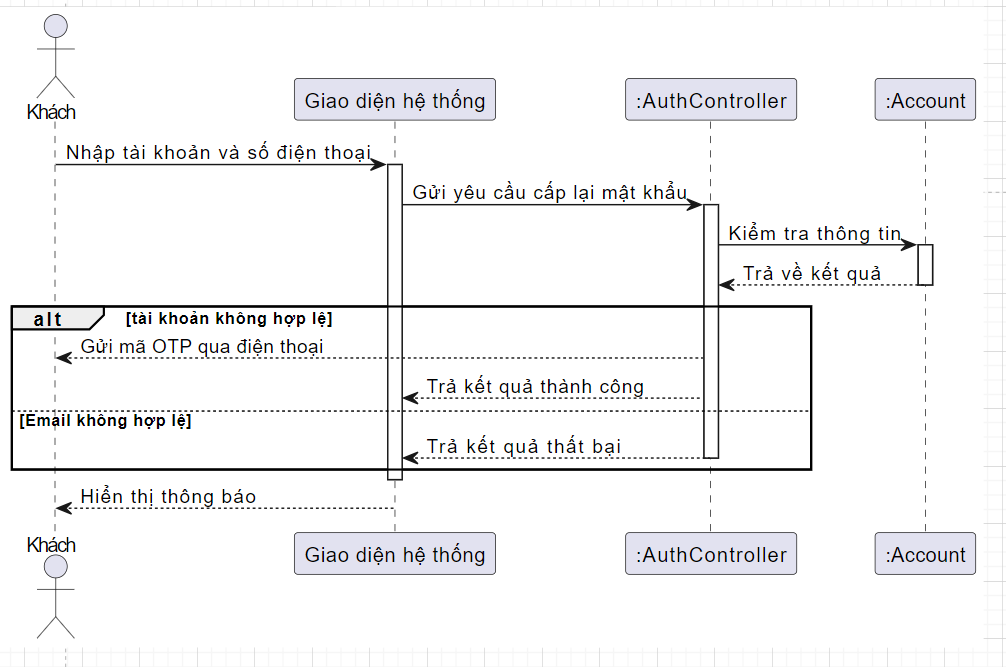 Khách
Giao diện hệ thống
:AuthController
:Account
Nhập tài khoản và số điện thoại
Gửi yêu cầu cấp lại mật khẩu
Kiểm tra thông tin
Trả về kết quả
alt
[tài khoản không hợp lệ]
Gửi mã OTP qua điện thoại
Trả kết quả thành công
[Email không hợp lệ]
Trả kết quả thất bại
Hiển thị thông báo
Khách
Giao diện hệ thống
:AuthController
:Account